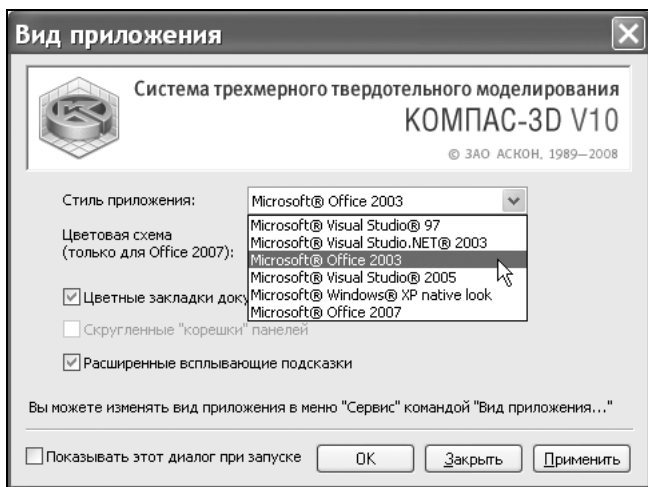 Вид приложения
Система трехмерного твердотельного моделирования
КОМПАС-3D V10
© ЗАО АСКОН, 1989—2008
Стиль приложения:
Microsoft® Office 2003
Microsoft® Visual Studio® 97
Цветовая схема
Microsoft® Visual Studio.NET® 2003
(только для Office 2007):
Microsoft® Office 2003
Microsoft® Visual Studio® 2005
Цветные закладки доку
Microsoft® Windows® XP native look
Microsoft® Office 2007
Скругленные "корешки" панелей
Расширенные всплывающие подсказки
Вы можете изменять вид приложения в меню "Сервис" командой "Вид приложения..."
Показывать этот диалог при запуске
ОК
Закрыть
Применить